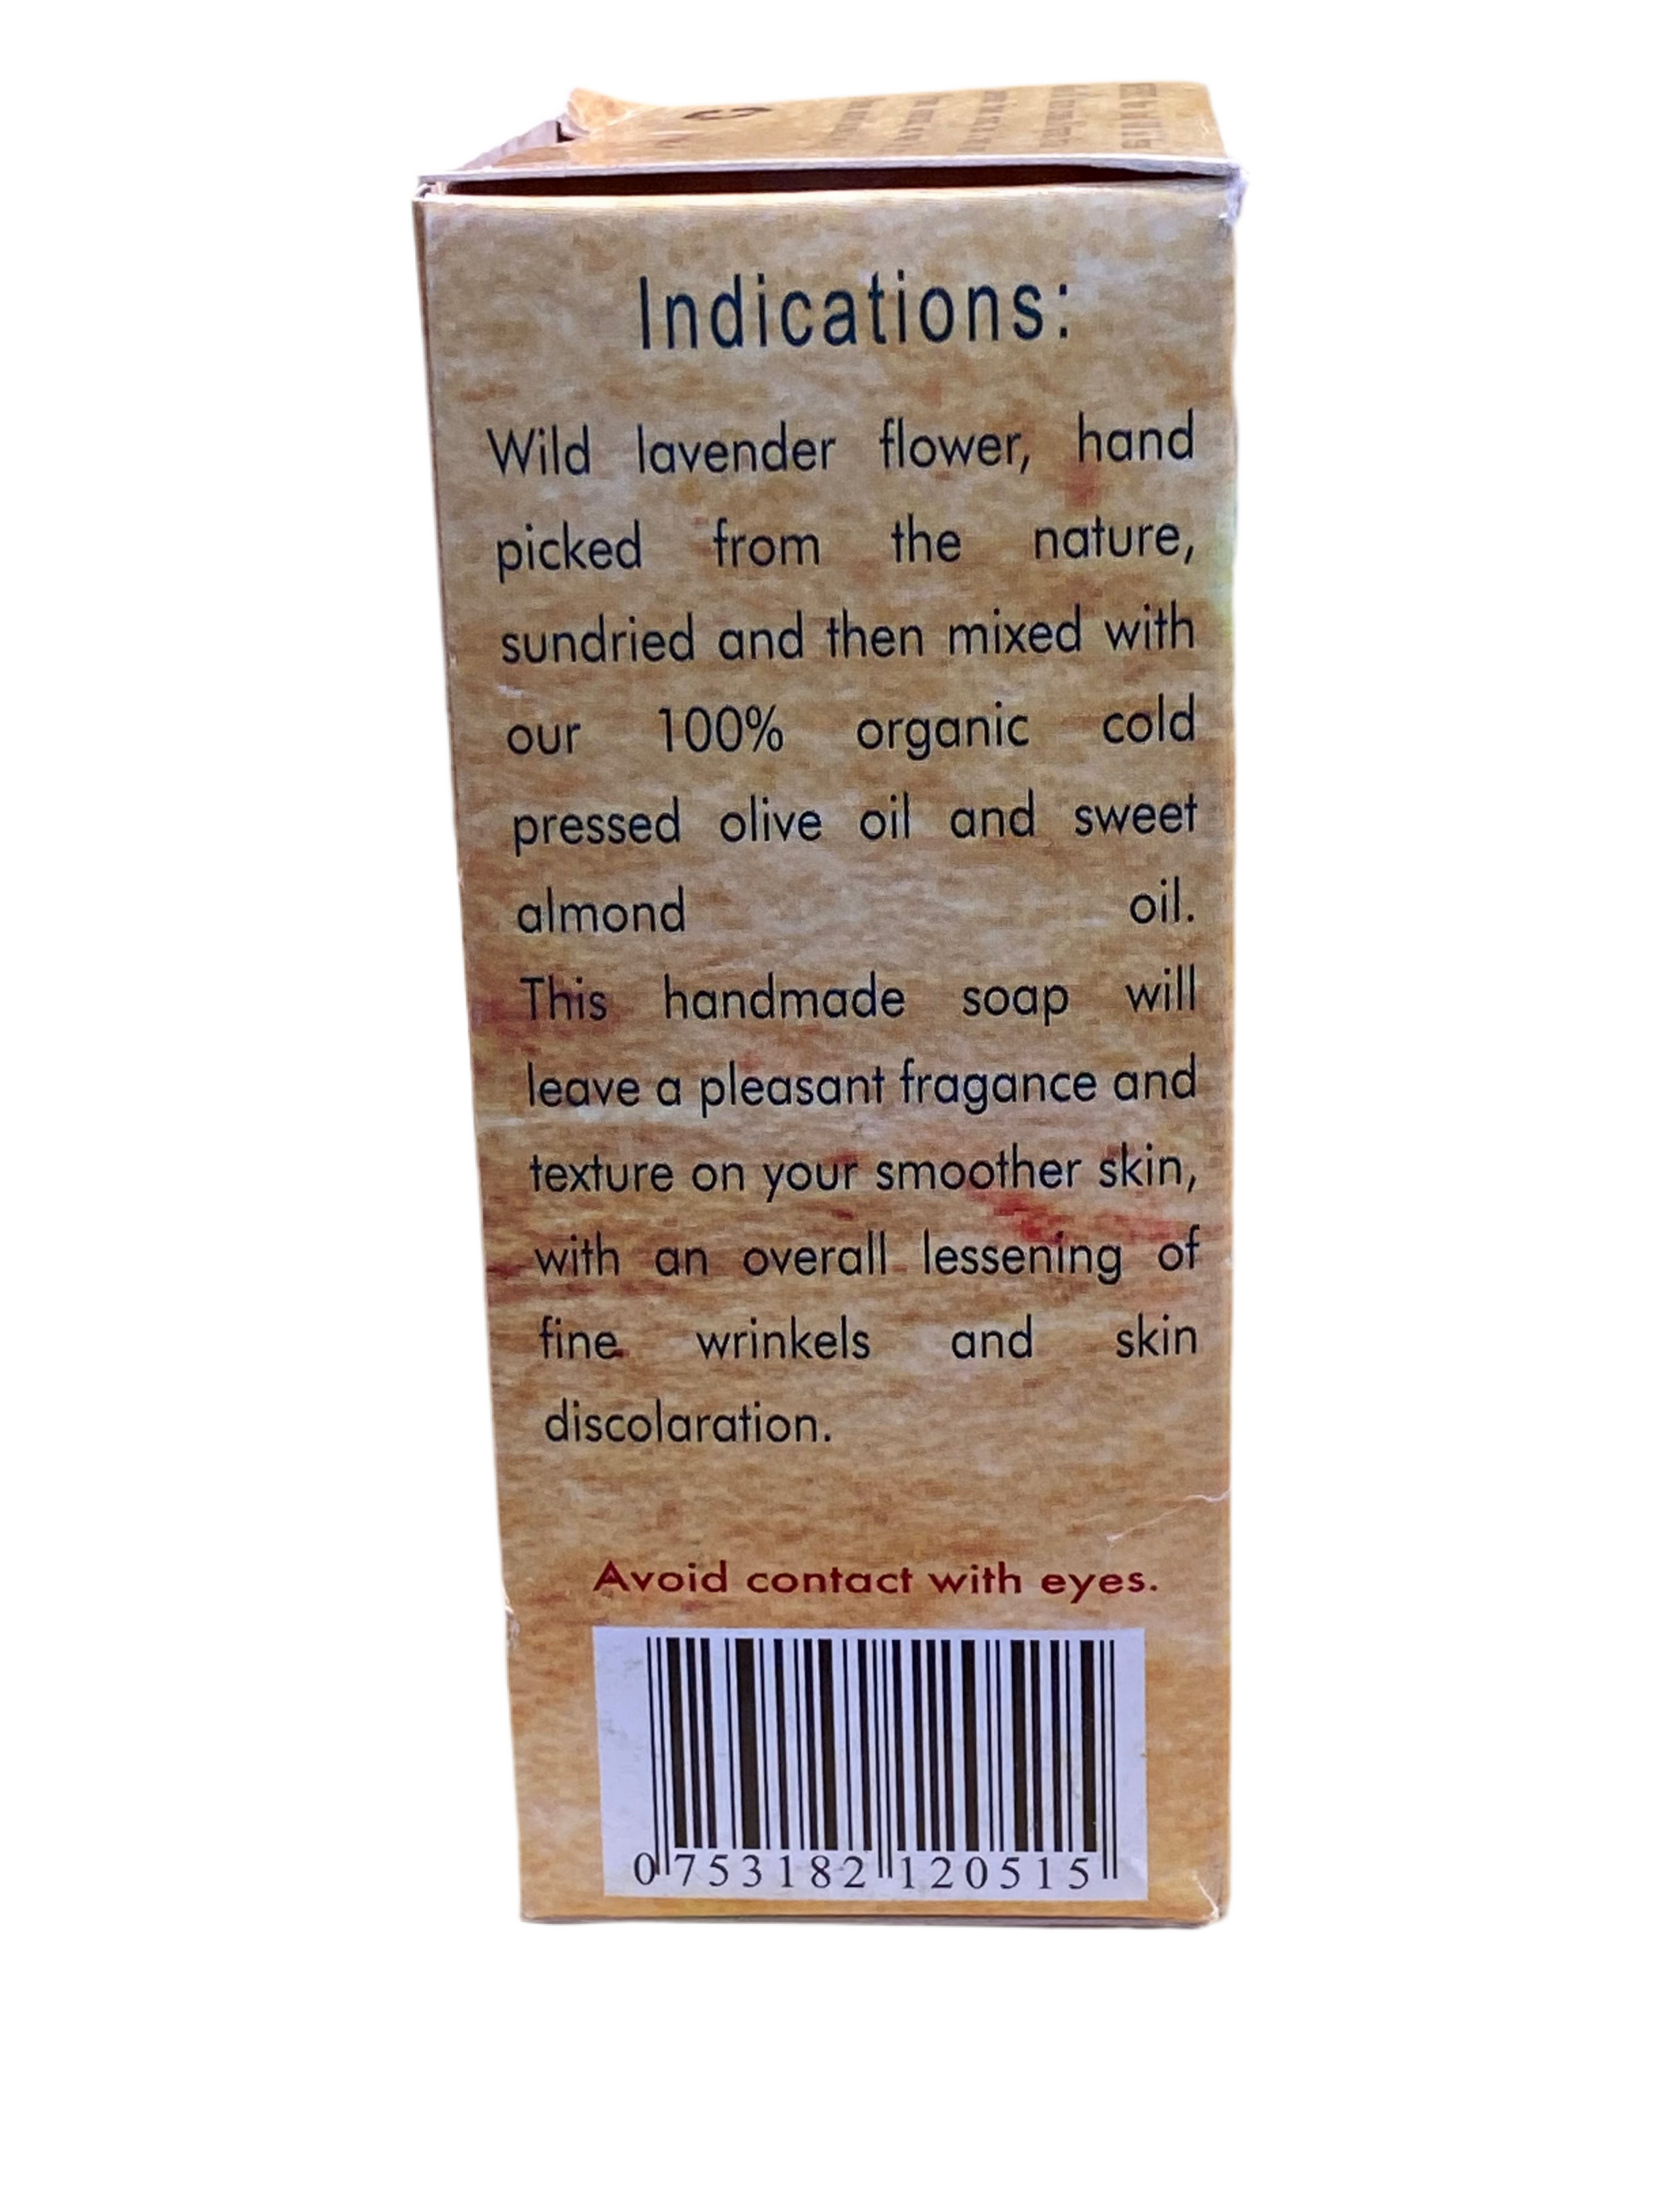 Indications:
Wild lavender flower, hand
picked from the nature,
sundried and then mixed with
our 100% organic cold
pressed olive oil and sweet
almond oil.
This handmade soap will
leave a pleasant fragance and
texture on your smoother skin,
with an overall lessening of
fine wrinkels and skin
discolaration.
Avoid contact with eyes.
0 753182 120515